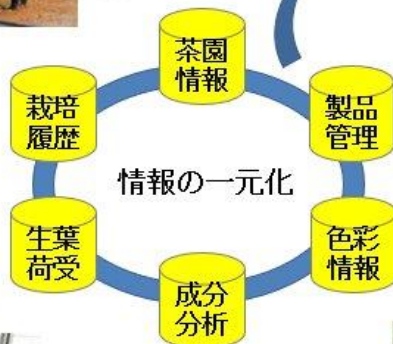 茶園
情報
栽培
履歴
製品
管理
情報の一元化
生葉
荷受
色彩
情報
成分
分析